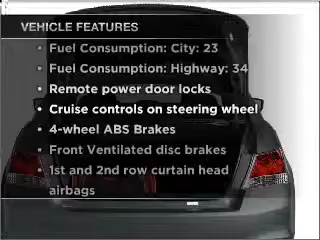 VEHICLE FEATURES
• Fuel Consumption: City: 23
• Fuel Consumption: Highway: 34
• Remote power door locks
• Cruise controls on steering wheel
• 4-wheel ABS Brakes
• Front Ventilated disc brakes
• 1st and 2nd row curtain head
airbags